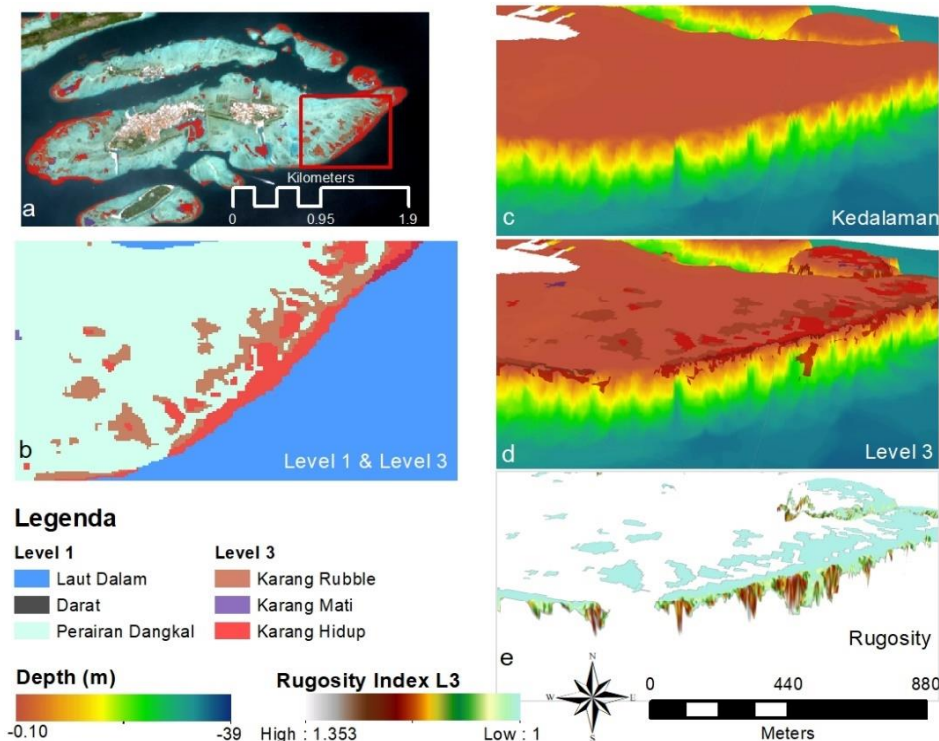 Kilometers
a
0
0.95
1.9
c
Kedalaman
b
Level 1 & Level 3
d
Level 3
Legenda
Level 1
Level 3
Laut Dalam
Karang Rubble
Darat
Karang Mati
Perairan Dangkal
Karang Hidup
e
Rugosity
Depth (m)
-0.10
-39
Rugosity Index L3
High : 1.353
Low : 1
N
W
E
S
0
440
880
Meters